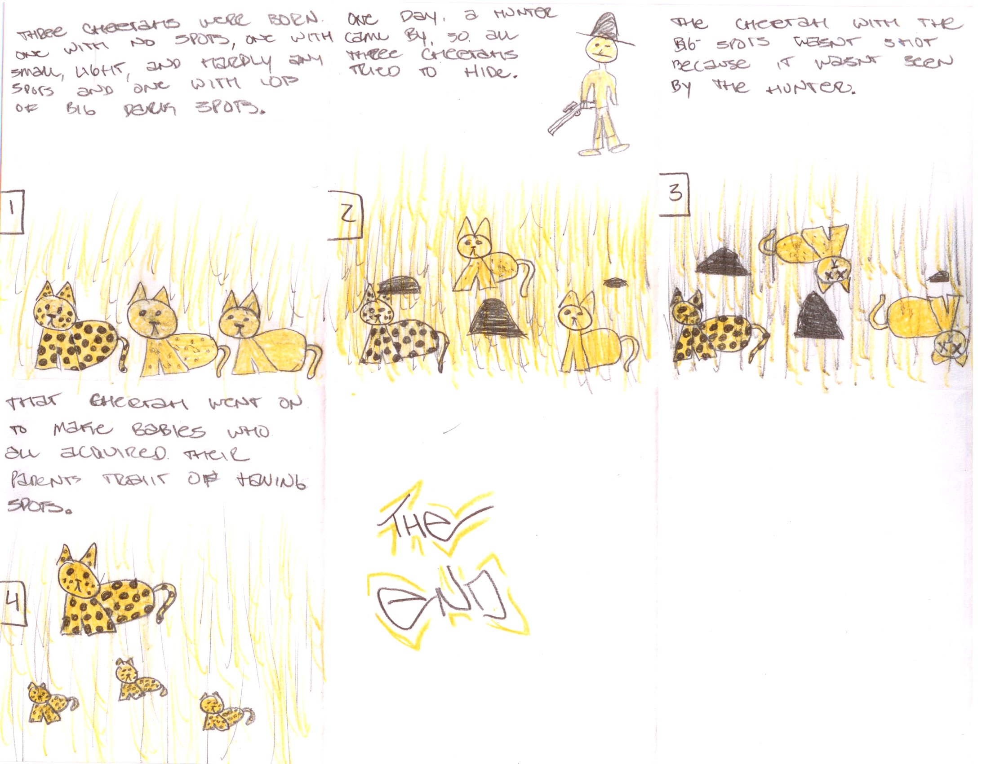 THREE CHEETAHS WERE BORN.
ONE WITH NO SPOTS, ONE WITH
SMALL, LIGHT, AND HARDLY ANY
SPOTS AND ONE WITH LOTS
OF BIG DARK SPOTS.
1
ONE DAY, A HUNTER
CAME BY, SO ALL
THREE CHEETAHS
TRIED TO HIDE.
2
THE CHEETAH WITH THE
BIG SPOTS WASNT SHOT
BECAUSE IT WASNT SEEN
BY THE HUNTER.
3
THAT CHEETAH WENT ON
TO MAKE BABIES WHO
ALL ACQUIRED THEIR
PARENTS TRAIT OF HAVING
SPOTS.
4
THE
END